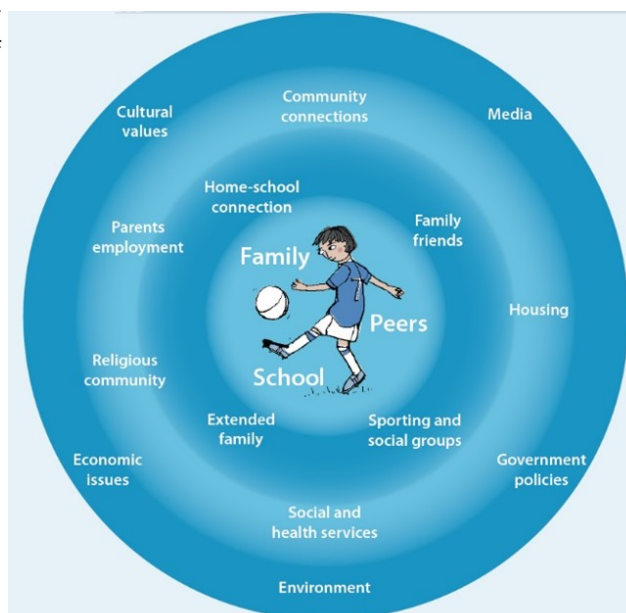 Community
connections
Cultural
values
Media
Home-school
connection
Parents
employment
Family
friends
Family
Housing
Peers
Religious
community
School
Extended
family
Sporting and
social groups
Economic
issues
Government
policies
Social and
health services
Environment